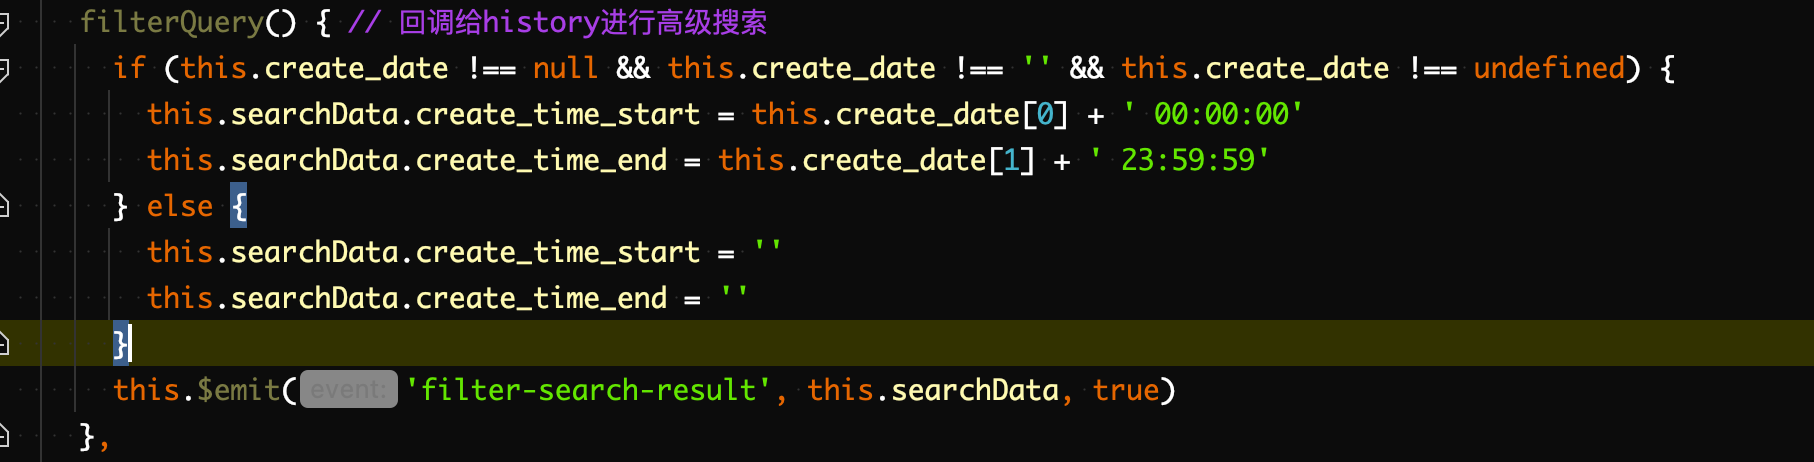 filterQuery() { // 回调给history进行高级搜索
if (this.create_date !== null && this.create_date !== '' && this.create_date !== undefined) {
this.searchData.create_time_start = this.create_date[0] + ' 00:00:00'
this.searchData.create_time_end = this.create_date[1] + ' 23:59:59'
} else {
this.searchData.create_time_start = ''
this.searchData.create_time_end = ''
}
this.$emit( event: 'filter-search-result', this.searchData, true)
},